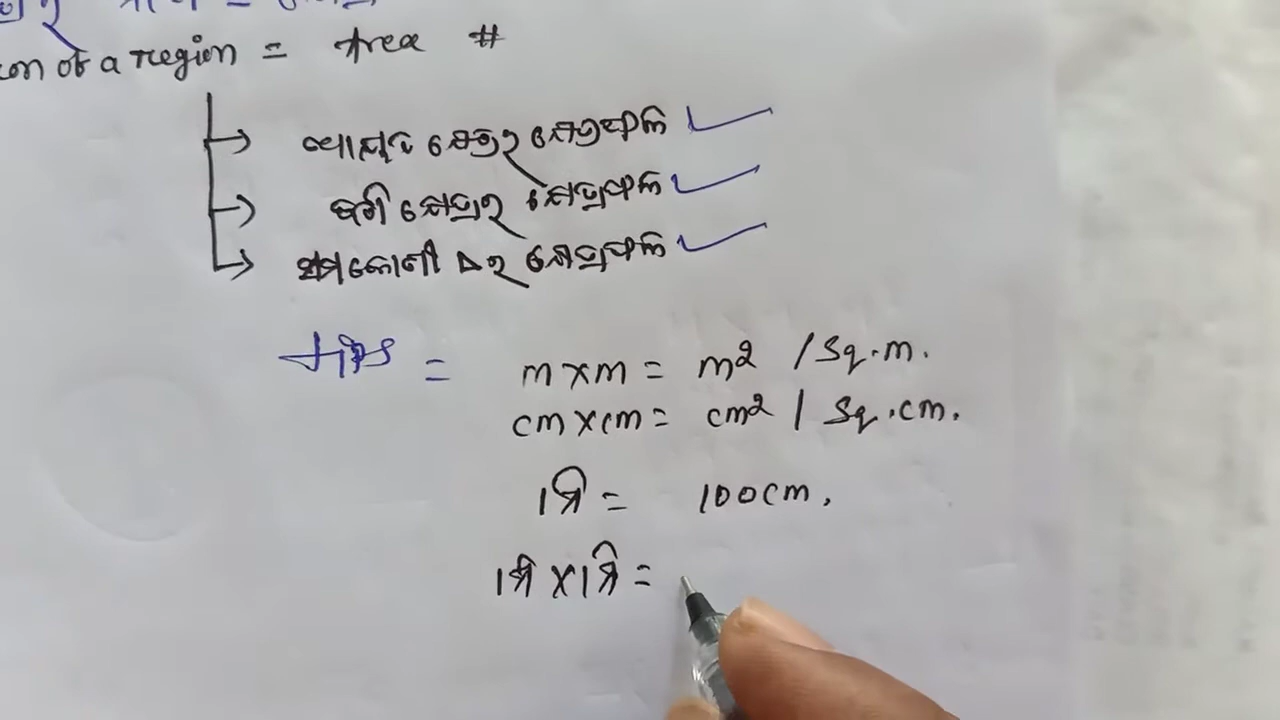 on of a region = Area #
ଆୟତ କ୍ଷେତ୍ରର କ୍ଷେତ୍ରଫଳ
ବର୍ଗ କ୍ଷେତ୍ରର କ୍ଷେତ୍ରଫଳ
ସମକୋଣୀ Δର କ୍ଷେତ୍ରଫଳ
= m x m = m² / Sq.m.
cm x cm = cm² / Sq.cm.
1ମି = 100cm.
1ମି x 1ମି =